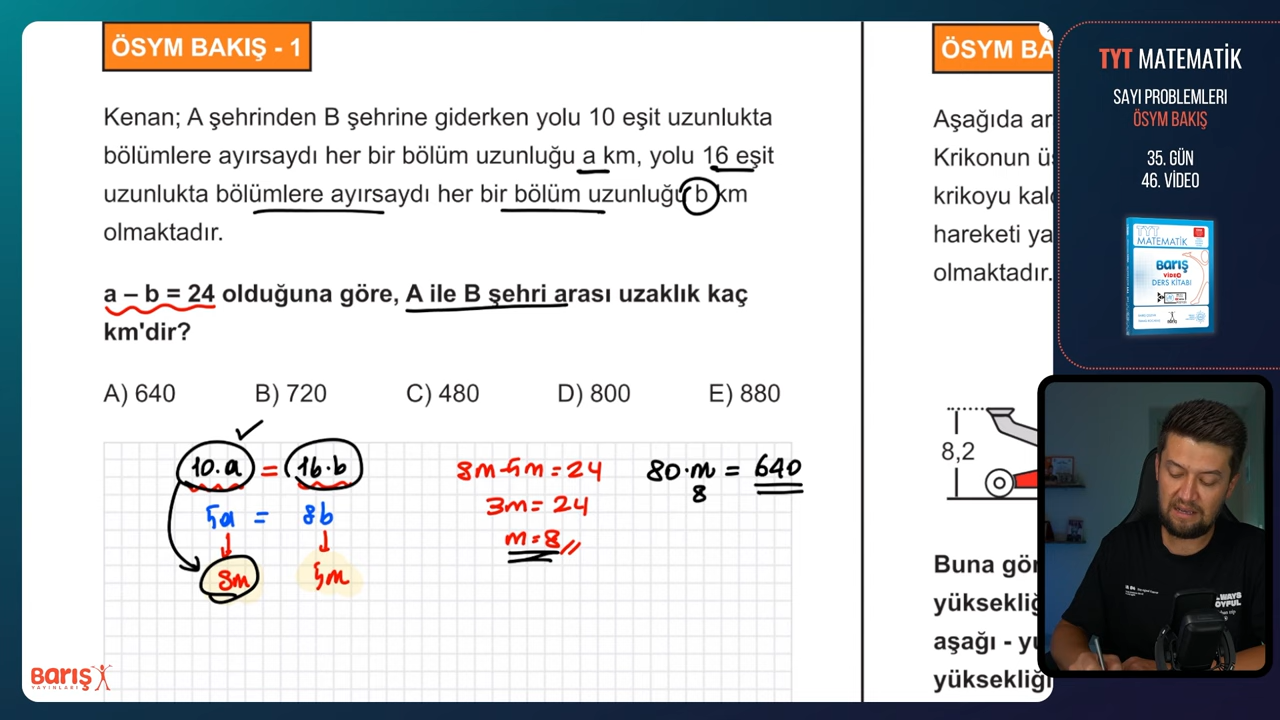 ÖSYM BAKIŞ - 1
Kenan; A şehrinden B şehrine giderken yolu 10 eşit uzunlukta
bölümlere ayırsaydı her bir bölüm uzunluğu a km, yolu 16 eşit
uzunlukta bölümlere ayırsaydı her bir bölüm uzunluğu b km
olmaktadır.
a – b = 24 olduğuna göre, A ile B şehri arası uzaklık kaç
km'dir?
A) 640 B) 720 C) 480 D) 800 E) 880
10.a = 16.b
5a = 8b
8m 5m
8m-5m = 24
3m = 24
m = 8
80.m = 640
8
BARIŞ
YAYINLARI
ÖSYM BA
Aşağıda ar
Krikonun ü
krikoyu kal
hareketi ya
olmaktadır.
8,2
Buna gör
yüksekliğ
aşağı - yu
yüksekliği
TYT MATEMATİK
SAYI PROBLEMLERI
ÖSYM BAKIŞ
35. GÜN
46. VİDEO
TYT
MATEMATİK
BARIŞ
VİDEO
DERS KİTABI